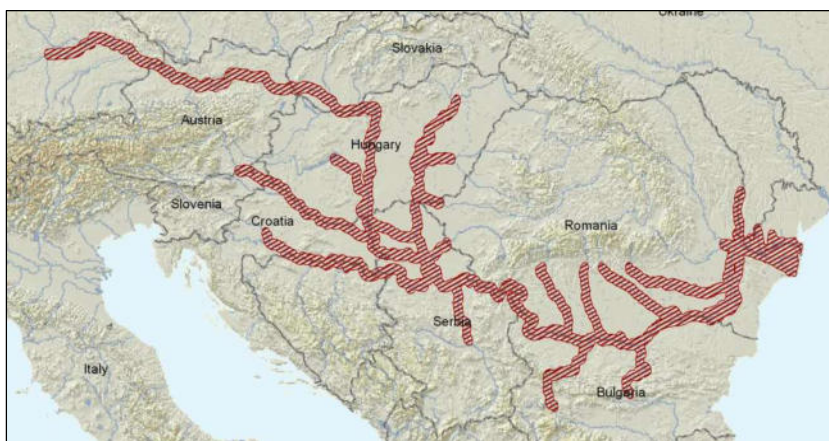 Ukraine
Slovakia
Austria
Hungary
Slovenia
Croatia
Romania
Serbia
Italy
Bulgaria